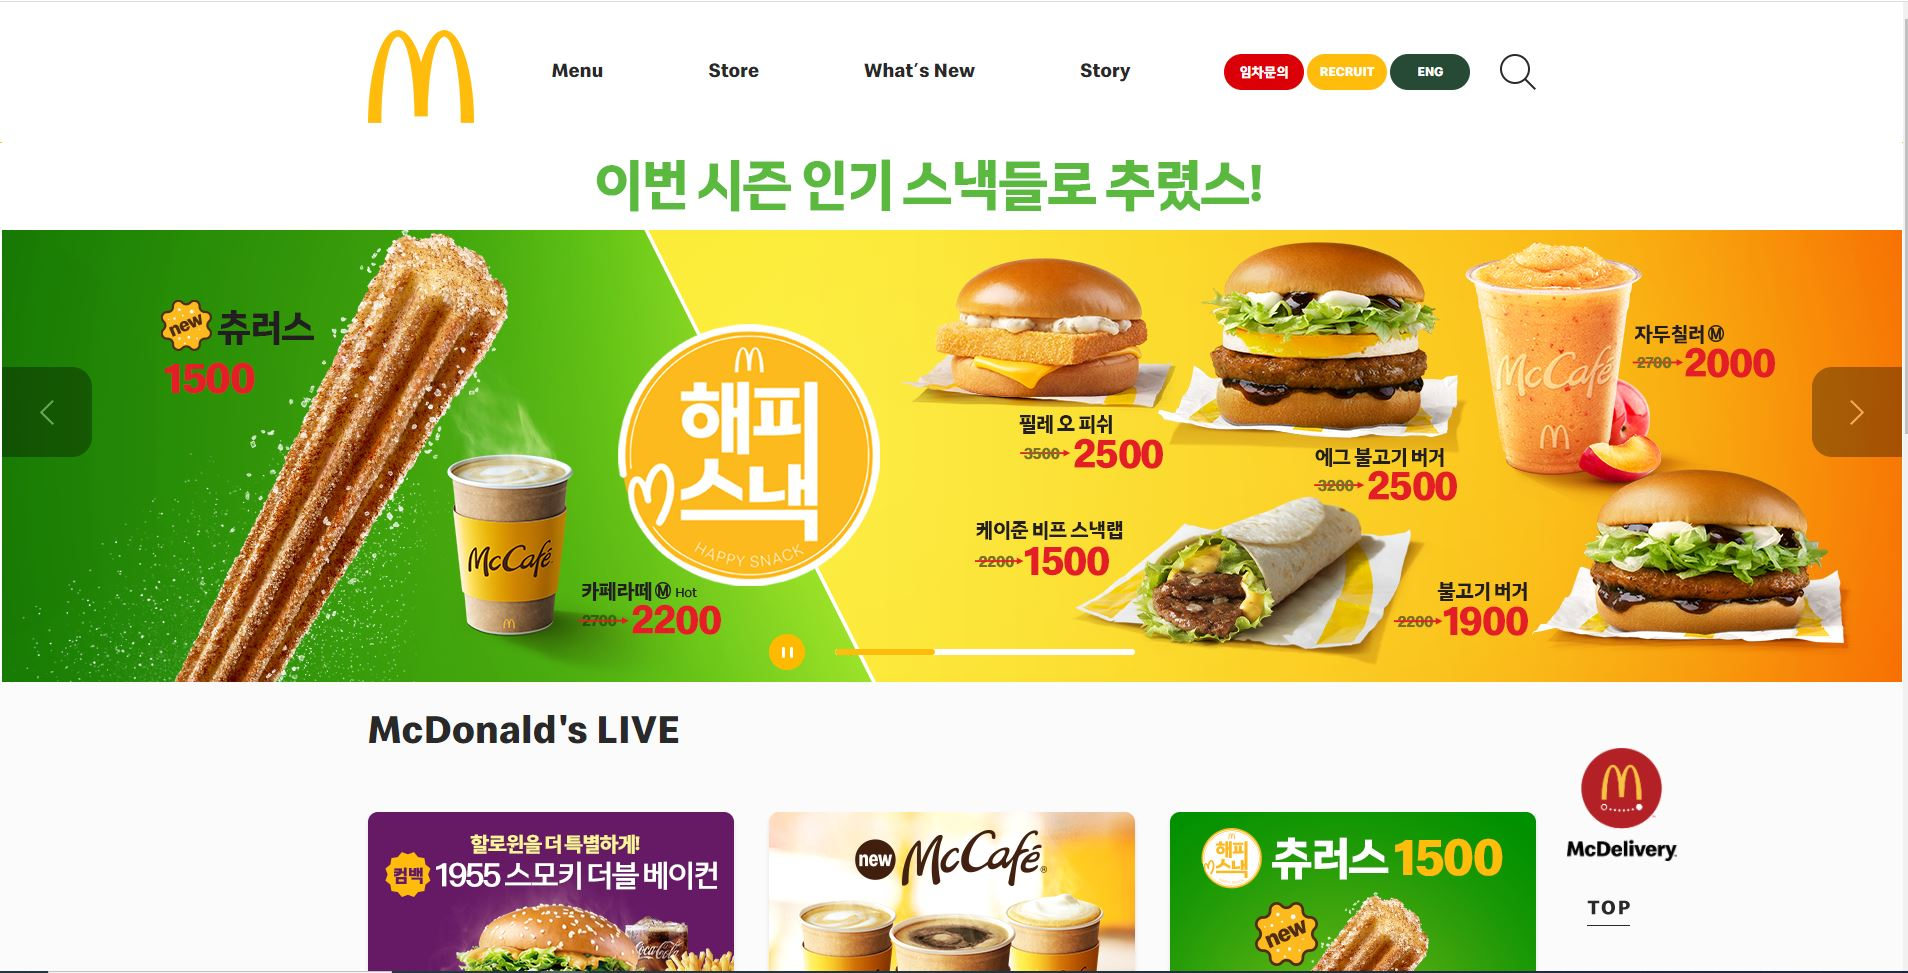 Menu
Store
What's New
Story
임차문의
RECRUIT
ENG
이번 시즌 인기 스낵들로 추렸스!
new 츄러스
1500
McCafé
카페라떼 Ⓜ Hot
2700 2200
해피
스낵
HAPPY SNACK
필레 오 피쉬
3500 2500
에그 불고기 버거
3200 2500
McCafé
자두칠러 Ⓜ
2700 2000
케이준 비프 스낵랩
2200 1500
불고기 버거
2200 1900
McDonald's LIVE
할로윈을 더 특별하게!
컴백 1955 스모키 더블 베이컨
Coca-Cola
new McCafé®
해피
스낵
츄러스 1500
new
McDelivery
TOP